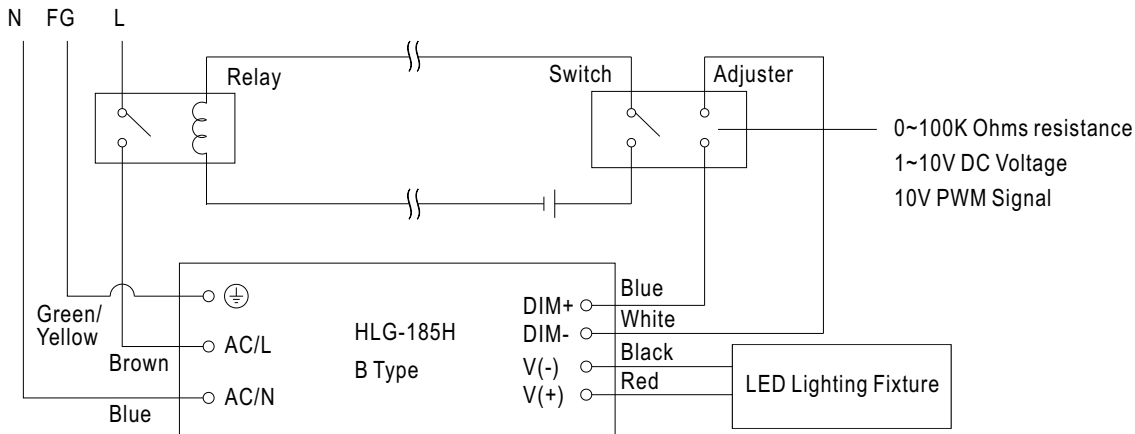 N FG L
Relay
Switch
Adjuster
0~100K Ohms resistance
1~10V DC Voltage
10V PWM Signal
Green/
Yellow
Brown
Blue
AC/L
AC/N
HLG-185H
B Type
DIM+
DIM-
V(-)
V(+)
Blue
White
Black
Red
LED Lighting Fixture